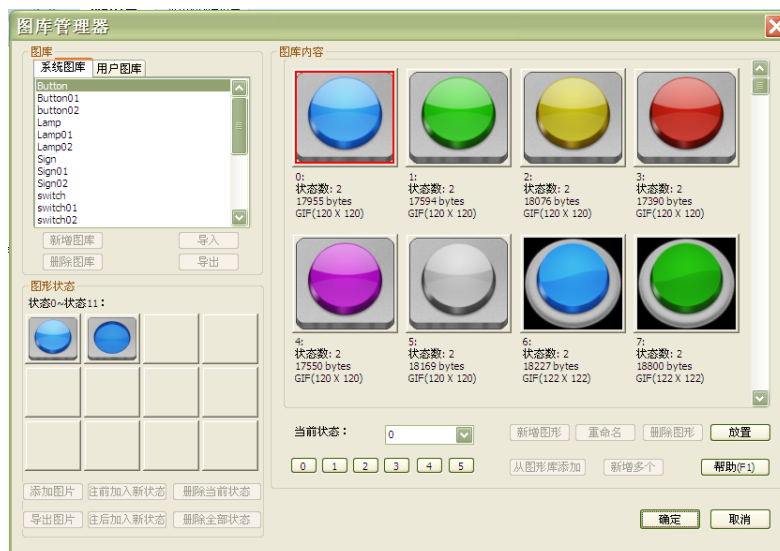 图库管理器
图库
系统图库 用户图库
Button
Button01
button02
Lamp
Lamp01
Lamp02
Sign
Sign01
Sign02
switch
switch01
switch02
新增图库 导入
删除图库 导出
图形状态
状态0~状态11:
添加图片 注前加入新状态 删除当前状态
导出图片 注后加入新状态 删除全部状态
图库内容
0: 1: 2: 3:
状态数: 2 状态数: 2 状态数: 2 状态数: 2
17955 bytes 17594 bytes 18076 bytes 17390 bytes
GIF(120 X 120) GIF(120 X 120) GIF(120 X 120) GIF(120 X 120)
4: 5: 6: 7:
状态数: 2 状态数: 2 状态数: 2 状态数: 2
17550 bytes 18169 bytes 18227 bytes 18800 bytes
GIF(120 X 120) GIF(120 X 120) GIF(122 X 122) GIF(122 X 122)
当前状态: 0 新增图形 重命名 删除图形 放置
0 1 2 3 4 5 从图形库添加 新增多个 帮助(F1)
确定 取消